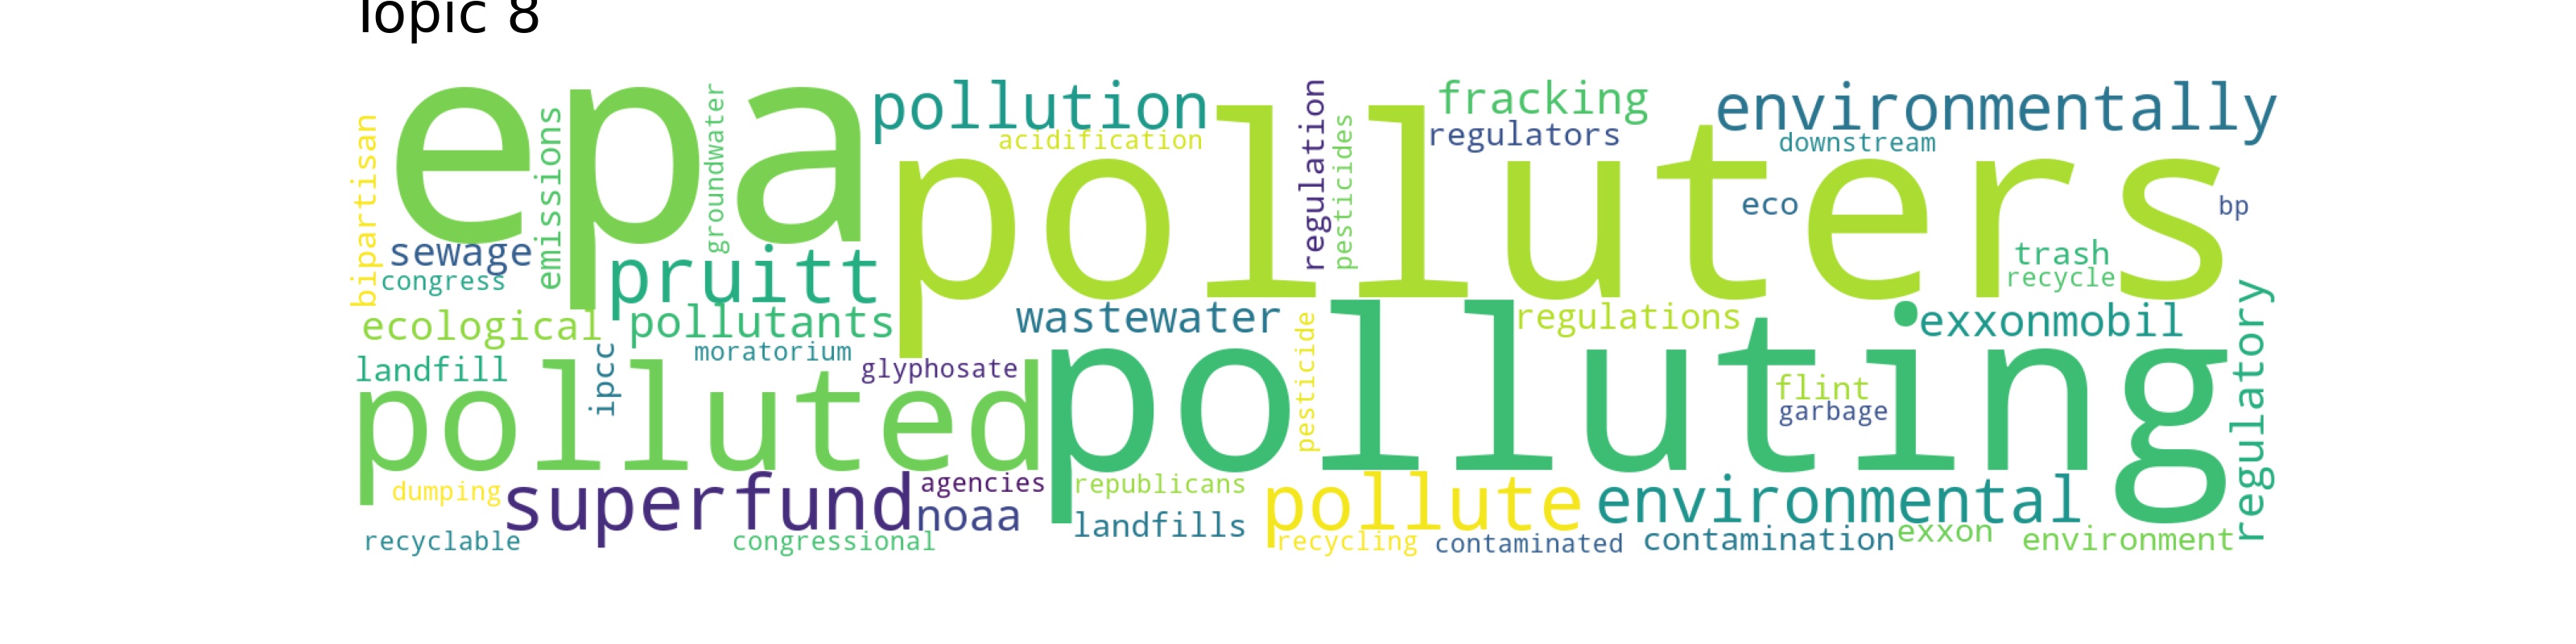 Topic 8
epa
polluters
polluting
polluted
pollution
acidification
regulation
pesticides
fracking
regulators
environmentally
downstream
eco
bp
trash
recycle
bipartisan
emissions
groundwater
sewage
congress
pruitt
ecological
pollutants
wastewater
regulations
exxonmobil
regulatory
landfill
ipcc
moratorium
glyphosate
pesticide
flint
garbage
dumping
superfund
agencies
noaa
republicans
landfills
pollute
environmental
recyclable
congressional
recycling
contaminated
contamination
exxon
environment